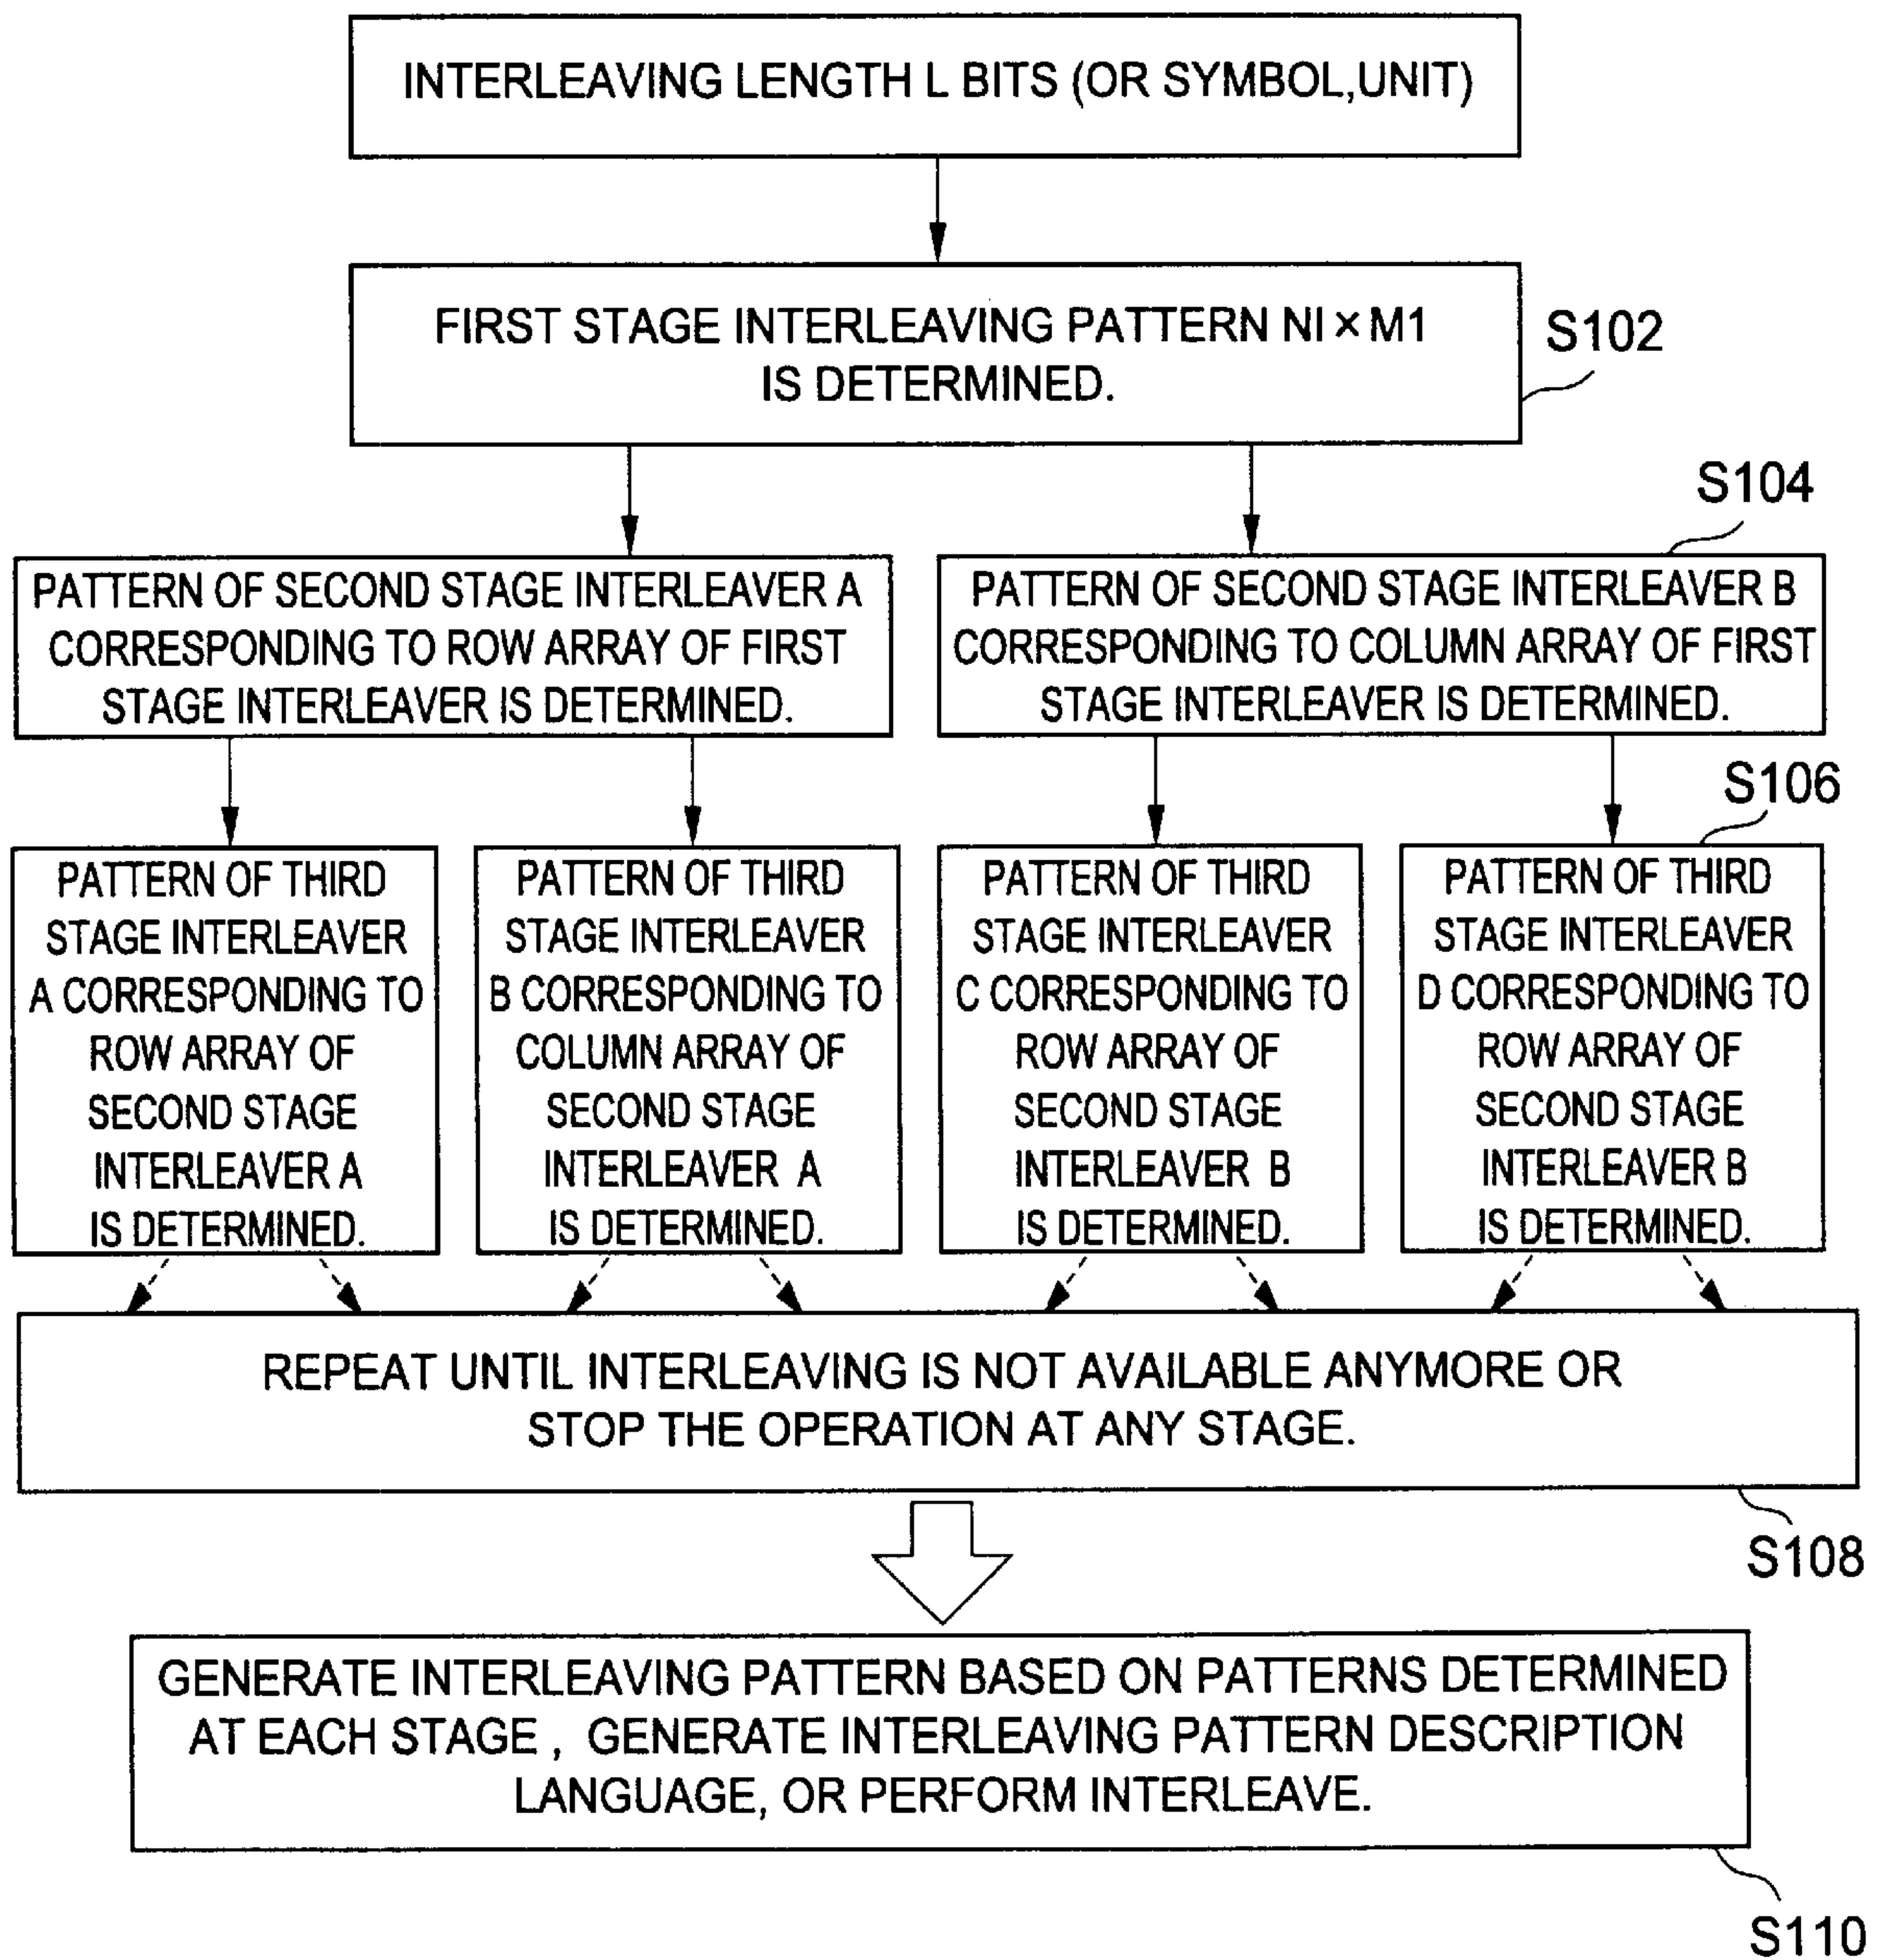 INTERLEAVING LENGTH L BITS (OR SYMBOL,UNIT)
FIRST STAGE INTERLEAVING PATTERN NI × M1
IS DETERMINED.
S102
S104
PATTERN OF SECOND STAGE INTERLEAVER A
CORRESPONDING TO ROW ARRAY OF FIRST
STAGE INTERLEAVER IS DETERMINED.
PATTERN OF SECOND STAGE INTERLEAVER B
CORRESPONDING TO COLUMN ARRAY OF FIRST
STAGE INTERLEAVER IS DETERMINED.
S106
PATTERN OF THIRD
STAGE INTERLEAVER
A CORRESPONDING TO
ROW ARRAY OF
SECOND STAGE
INTERLEAVER A
IS DETERMINED.
PATTERN OF THIRD
STAGE INTERLEAVER
B CORRESPONDING TO
COLUMN ARRAY OF
SECOND STAGE
INTERLEAVER A
IS DETERMINED.
PATTERN OF THIRD
STAGE INTERLEAVER
C CORRESPONDING TO
ROW ARRAY OF
SECOND STAGE
INTERLEAVER B
IS DETERMINED.
PATTERN OF THIRD
STAGE INTERLEAVER
D CORRESPONDING TO
ROW ARRAY OF
SECOND STAGE
INTERLEAVER B
IS DETERMINED.
REPEAT UNTIL INTERLEAVING IS NOT AVAILABLE ANYMORE OR
STOP THE OPERATION AT ANY STAGE.
S108
GENERATE INTERLEAVING PATTERN BASED ON PATTERNS DETERMINED
AT EACH STAGE , GENERATE INTERLEAVING PATTERN DESCRIPTION
LANGUAGE, OR PERFORM INTERLEAVE.
S110